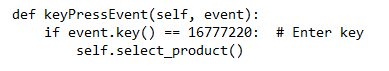 def keyPressEvent(self, event):
    if event.key() == 16777220:  # Enter key
        self.select_product()